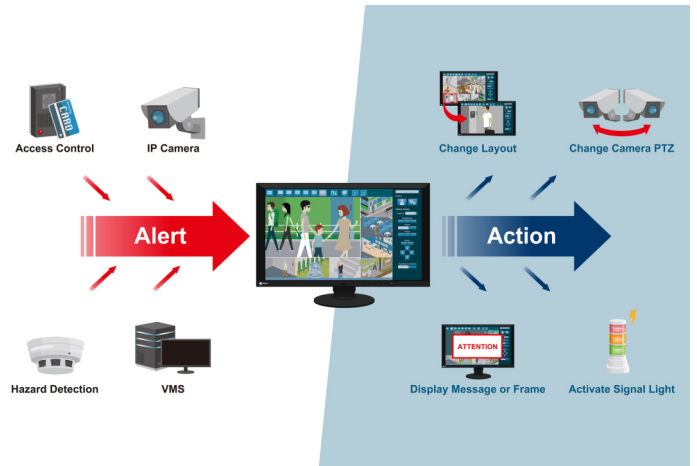 CARD
Access Control
IP Camera
Alert
Hazard Detection
VMS
Change Layout
Change Camera PTZ
Action
ATTENTION
Display Message or Frame
Activate Signal Light